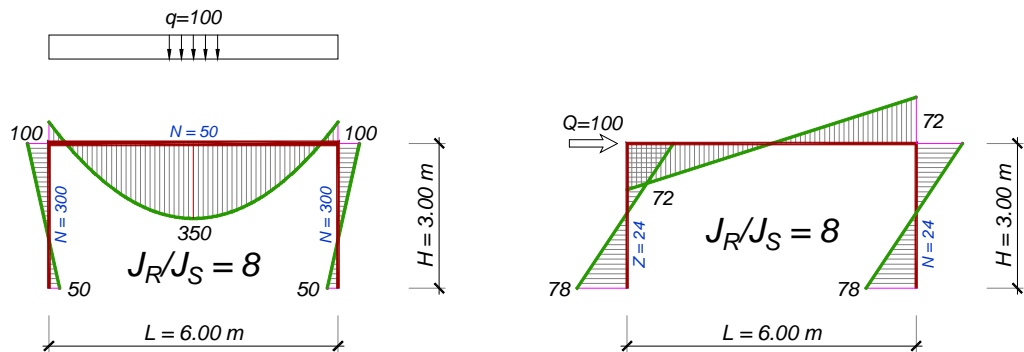 q=100
100
N = 50
100
N = 300
N = 300
350
J_R/J_S = 8
50
50
H = 3.00 m
L = 6.00 m
Q=100
72
72
Z = 24
N = 24
J_R/J_S = 8
78
78
H = 3.00 m
L = 6.00 m